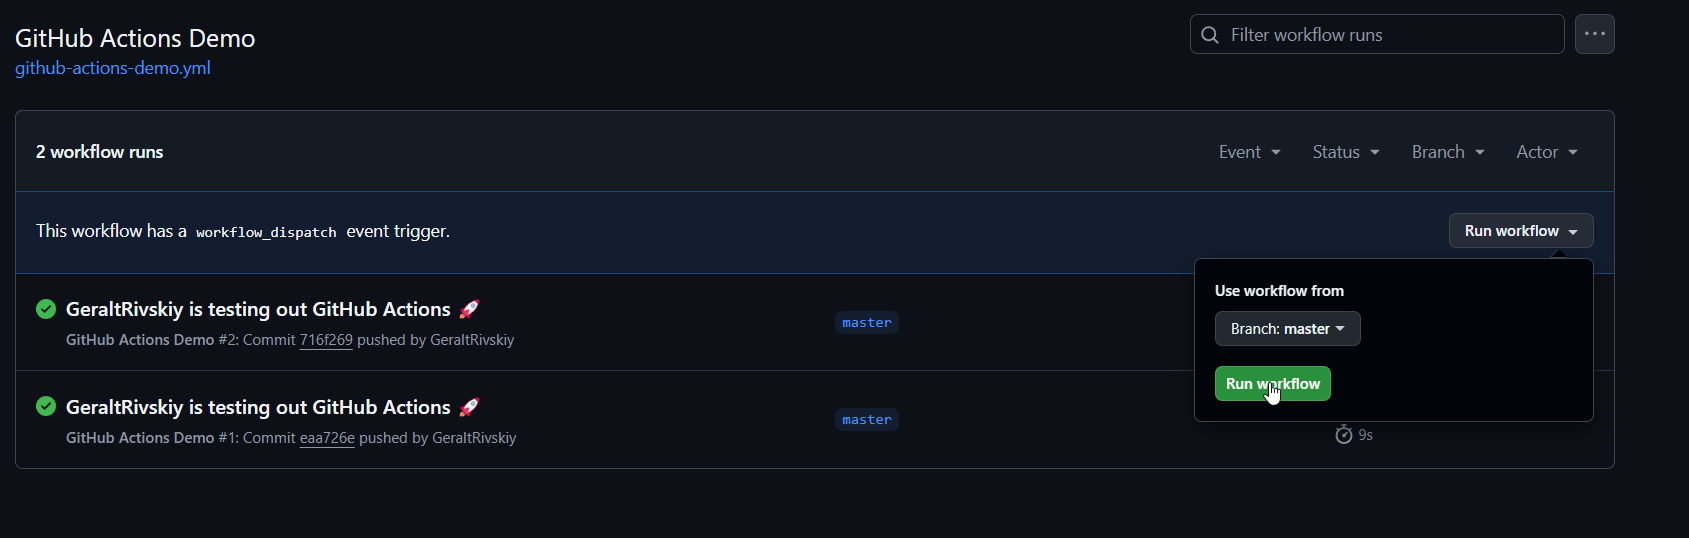 GitHub Actions Demo
github-actions-demo.yml
Filter workflow runs
2 workflow runs
Event Status Branch Actor
This workflow has a workflow_dispatch event trigger.
Run workflow
Use workflow from
Branch: master
Run workflow
GeraltRivskiy is testing out GitHub Actions 🚀
GitHub Actions Demo #2: Commit 716f269 pushed by GeraltRivskiy
master
GeraltRivskiy is testing out GitHub Actions 🚀
GitHub Actions Demo #1: Commit eaa726e pushed by GeraltRivskiy
master
9s